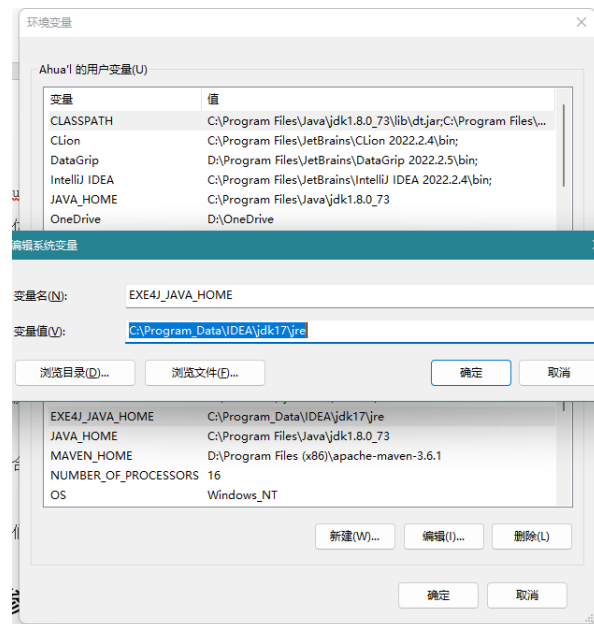 环境变量
Ahua'l 的用户变量(U)
变量 值
CLASSPATH C:\Program Files\Java\jdk1.8.0_73\lib\dt.jar;C:\Program Files\...
CLion C:\Program Files\JetBrains\CLion 2022.2.4\bin;
DataGrip D:\Program Files\JetBrains\DataGrip 2022.2.5\bin;
IntelliJ IDEA C:\Program Files\JetBrains\IntelliJ IDEA 2022.2.4\bin;
JAVA_HOME C:\Program Files\Java\jdk1.8.0_73
OneDrive D:\OneDrive
编辑系统变量
变量名(N): EXE4J_JAVA_HOME
变量值(V): C:\Program_Data\IDEA\jdk17\jre
浏览目录(D)... 浏览文件(F)... 确定 取消
EXE4J_JAVA_HOME C:\Program_Data\IDEA\jdk17\jre
JAVA_HOME C:\Program Files\Java\jdk1.8.0_73
MAVEN_HOME D:\Program Files (x86)\apache-maven-3.6.1
NUMBER_OF_PROCESSORS 16
OS Windows_NT
新建(W)... 编辑(I)... 删除(L)
确定 取消